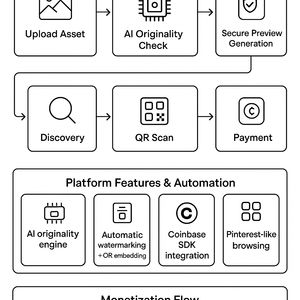 Upload Asset
AI Originality
Check
Secure Preview
Generation
Discovery
QR Scan
Payment
Platform Features & Automation
AI originality
engine
Automatic
watermarking
+ OR embedding
Coinbase
SDK
integration
Pinterest-like
browsing
Monetization Flow